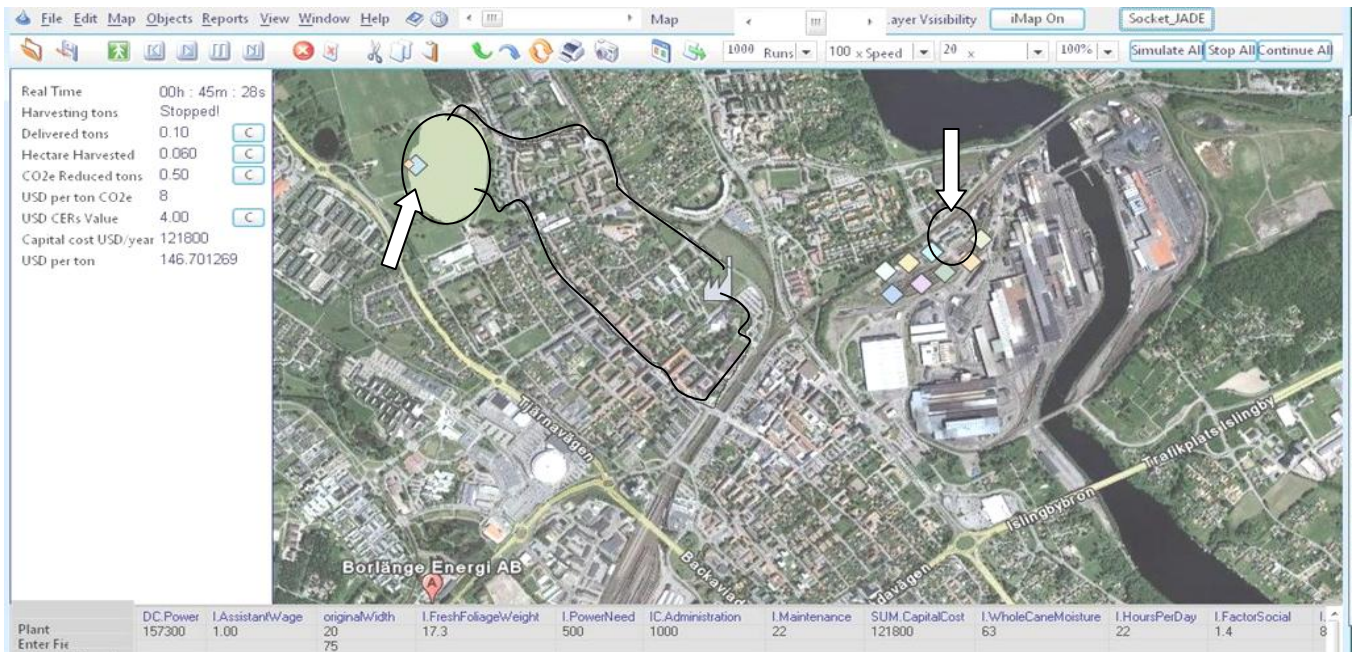 File Edit Map Objects Reports View Window Help Map .ayer Vsisibility iMap On Socket_JADE
1000 Runs 100 x Speed 20 x 100% Simulate All Stop All Continue All
Real Time 00h : 45m : 28s
Harvesting tons Stopped!
Delivered tons 0.10 C
Hectare Harvested 0.060 C
CO2e Reduced tons 0.50 C
USD per ton CO2e 8
USD CERs Value 4.00 C
Capital cost USD/year 121800
USD per ton 146.701269
Tjärnavägen
Trafikplats Islingby
Islingbybron
Backaviad
davägen
Borlänge Energi AB
A
DC.Power I.AssistantWage originalWidth I.FreshFoliageWeight I.PowerNeed IC.Administration I.Maintenance SUM.CapitalCost I.WholeCaneMoisture I.HoursPerDay I.FactorSocial I.
Plant 157300 1.00 20 17.3 500 1000 22 121800 63 22 1.4 8
Enter Fie 75